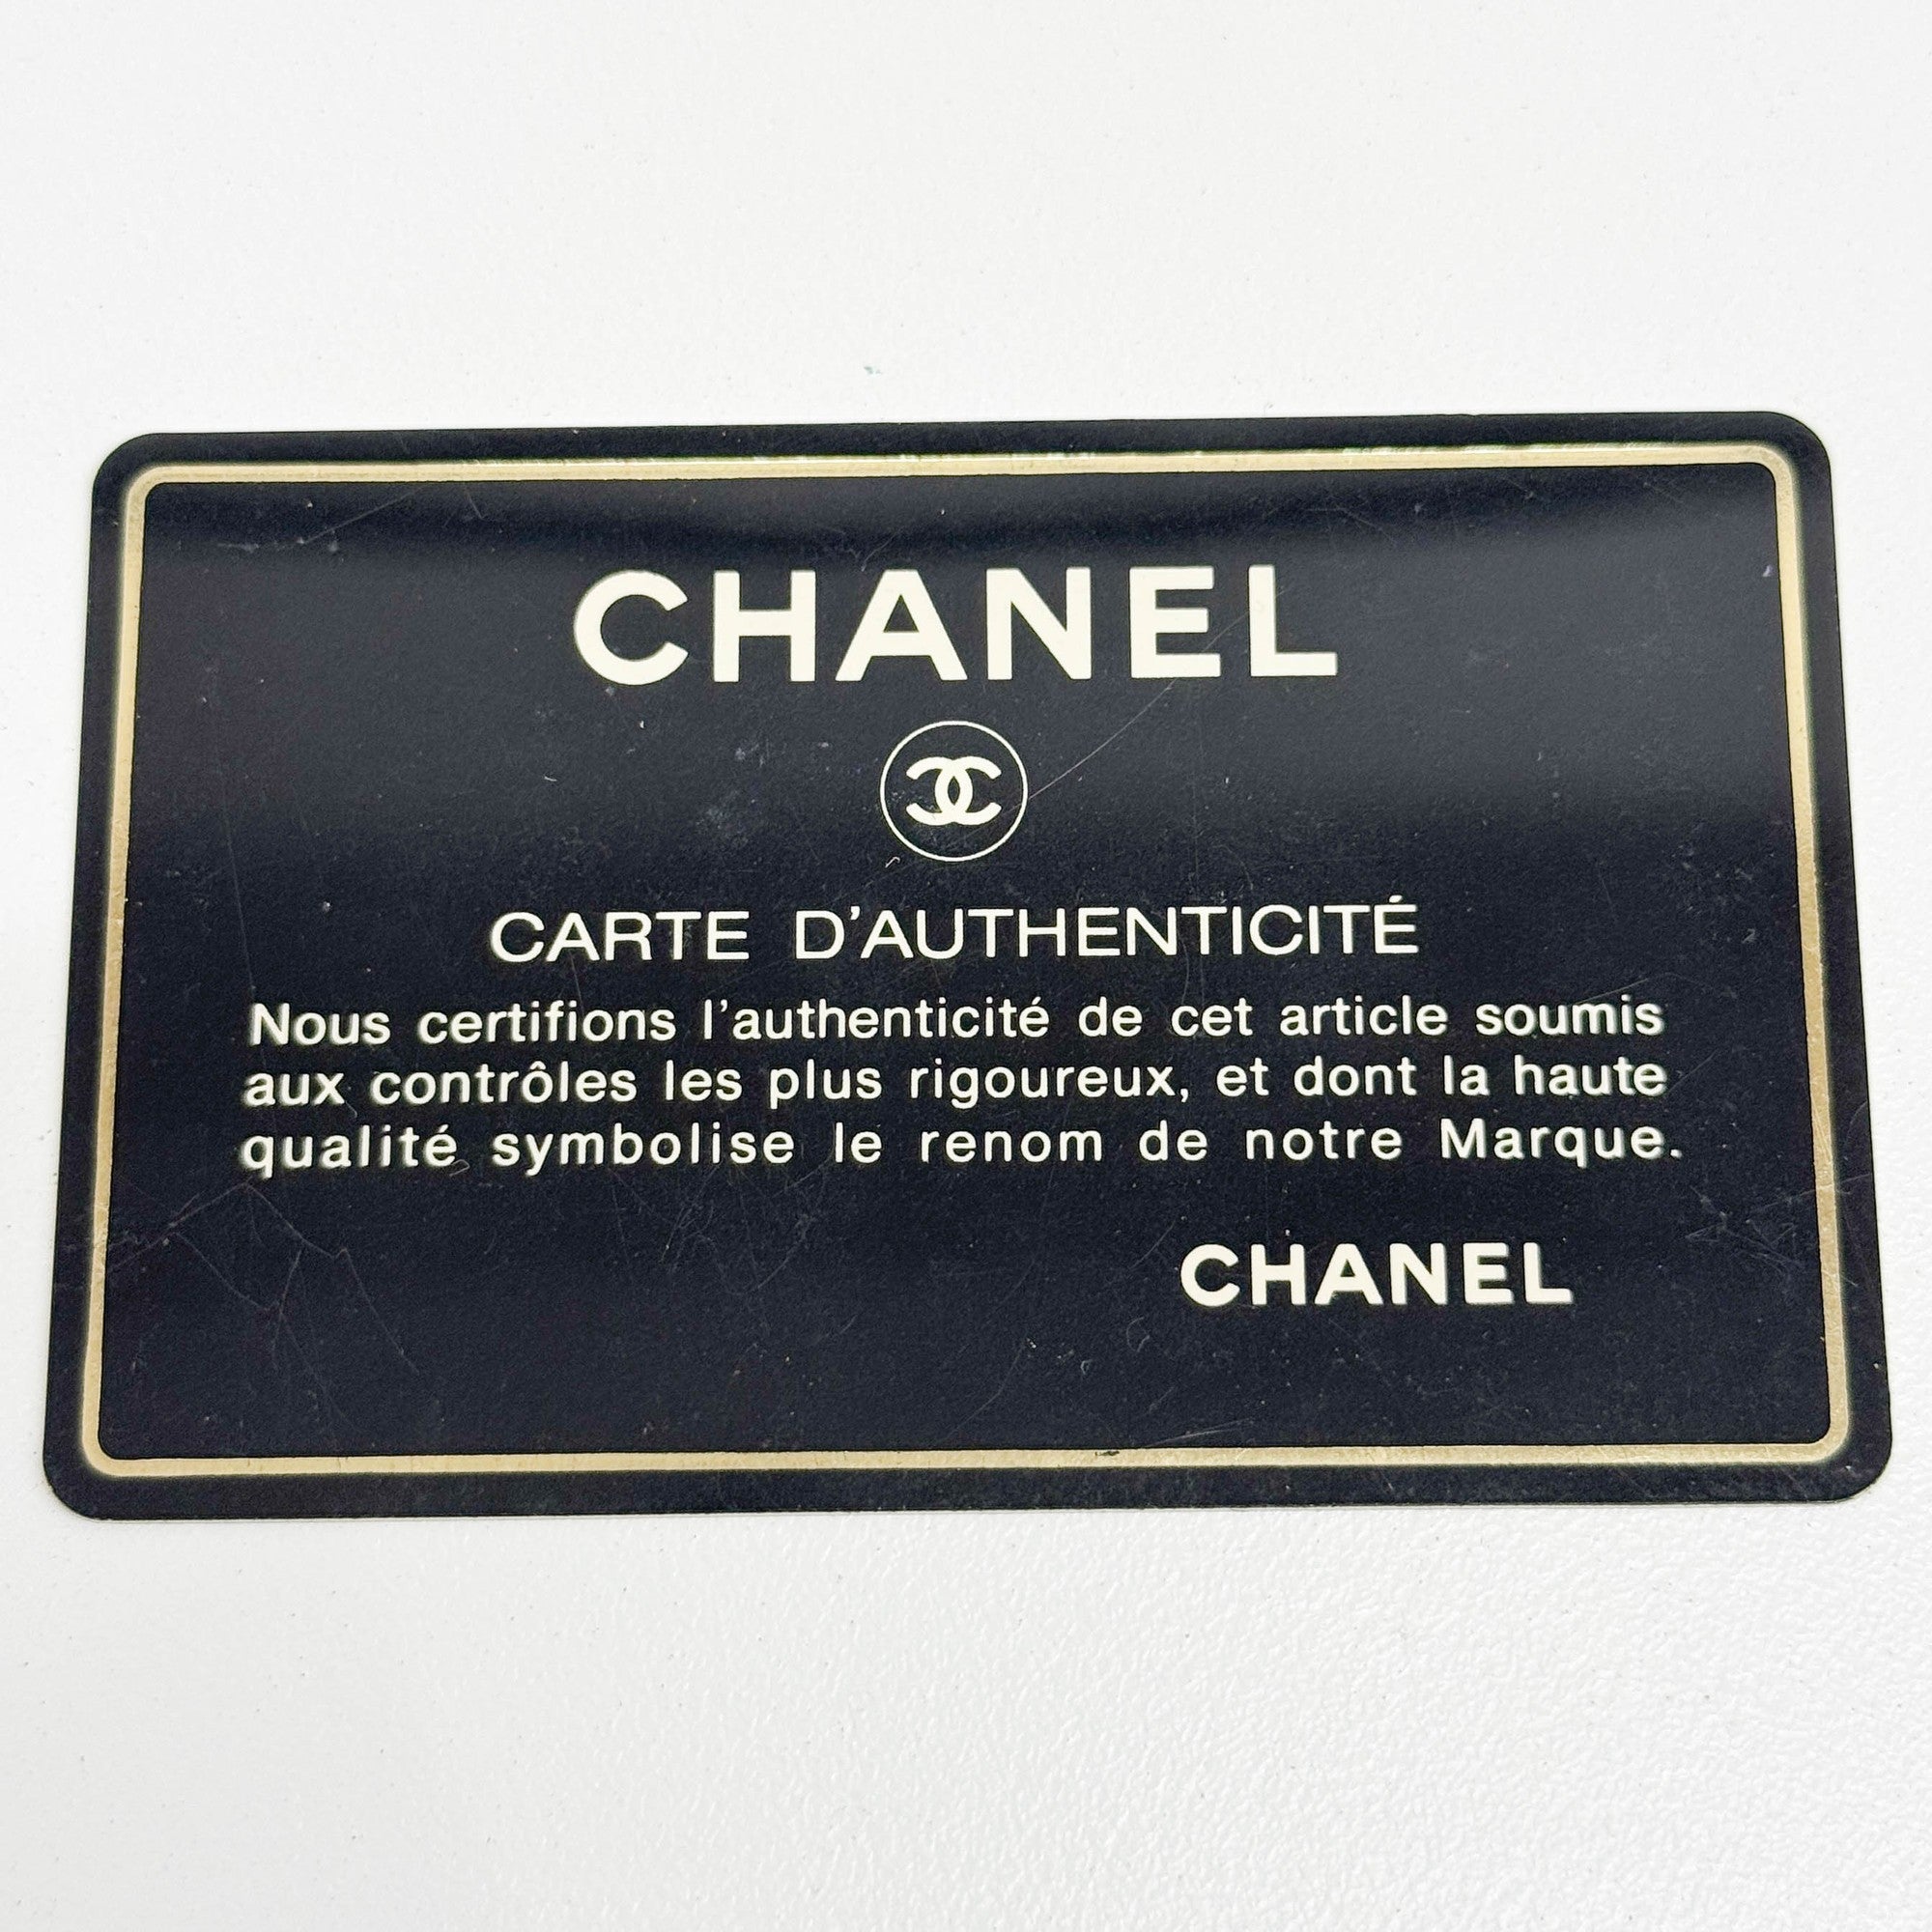 CHANEL
CARTE D'AUTHENTICITÉ
Nous certifions l'authenticité de cet article soumis
aux contrôles les plus rigoureux, et dont la haute
qualité symbolise le renom de notre Marque.
CHANEL